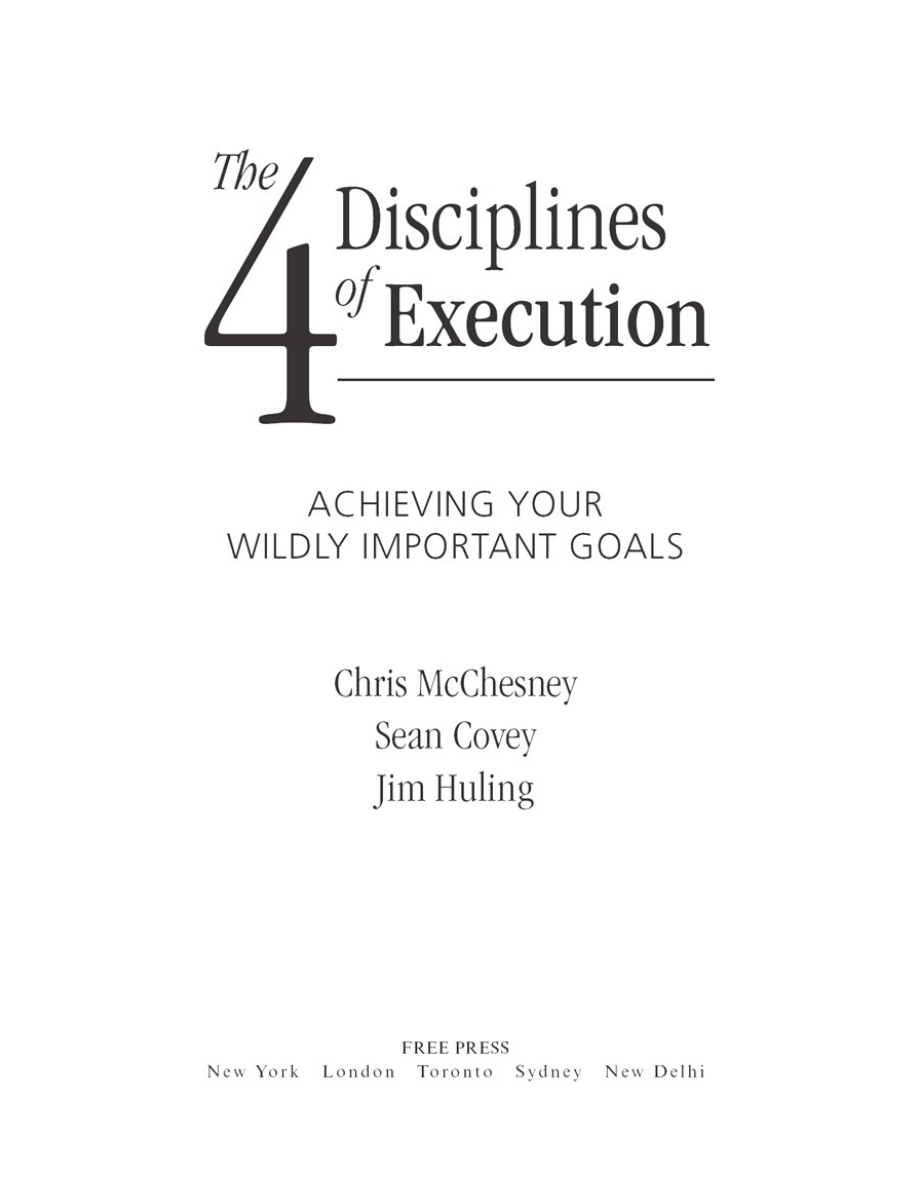 The
4 Disciplines
of Execution
ACHIEVING YOUR
WILDLY IMPORTANT GOALS
Chris McChesney
Sean Covey
Jim Huling
FREE PRESS
New York London Toronto Sydney New Delhi